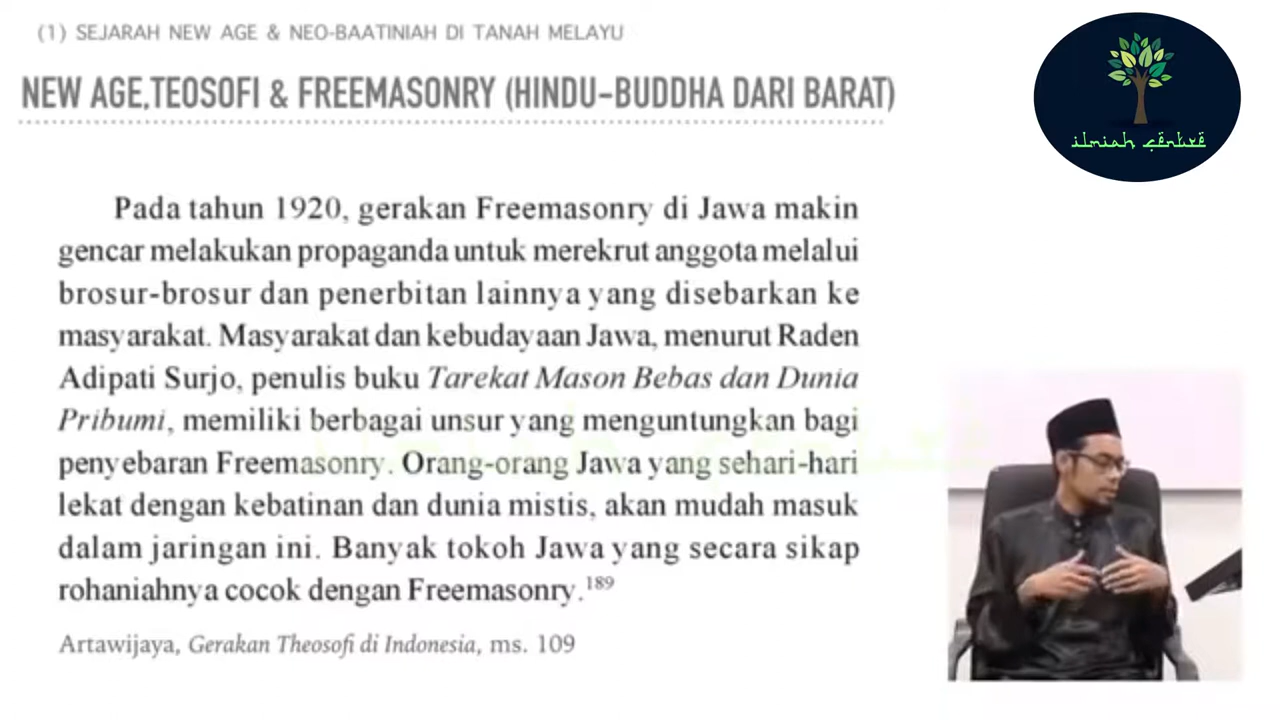 (1) SEJARAH NEW AGE & NEO-BAATINIAH DI TANAH MELAYU
NEW AGE,TEOSOFI & FREEMASONRY (HINDU-BUDDHA DARI BARAT)
ilmiah çëntrë
Pada tahun 1920, gerakan Freemasonry di Jawa makin
gencar melakukan propaganda untuk merekrut anggota melalui
brosur-brosur dan penerbitan lainnya yang disebarkan ke
masyarakat. Masyarakat dan kebudayaan Jawa, menurut Raden
Adipati Surjo, penulis buku Tarekat Mason Bebas dan Dunia
Pribumi, memiliki berbagai unsur yang menguntungkan bagi
penyebaran Freemasonry. Orang-orang Jawa yang sehari-hari
lekat dengan kebatinan dan dunia mistis, akan mudah masuk
dalam jaringan ini. Banyak tokoh Jawa yang secara sikap
rohaniahnya cocok dengan Freemasonry.189
Artawijaya, Gerakan Theosofi di Indonesia, ms. 109